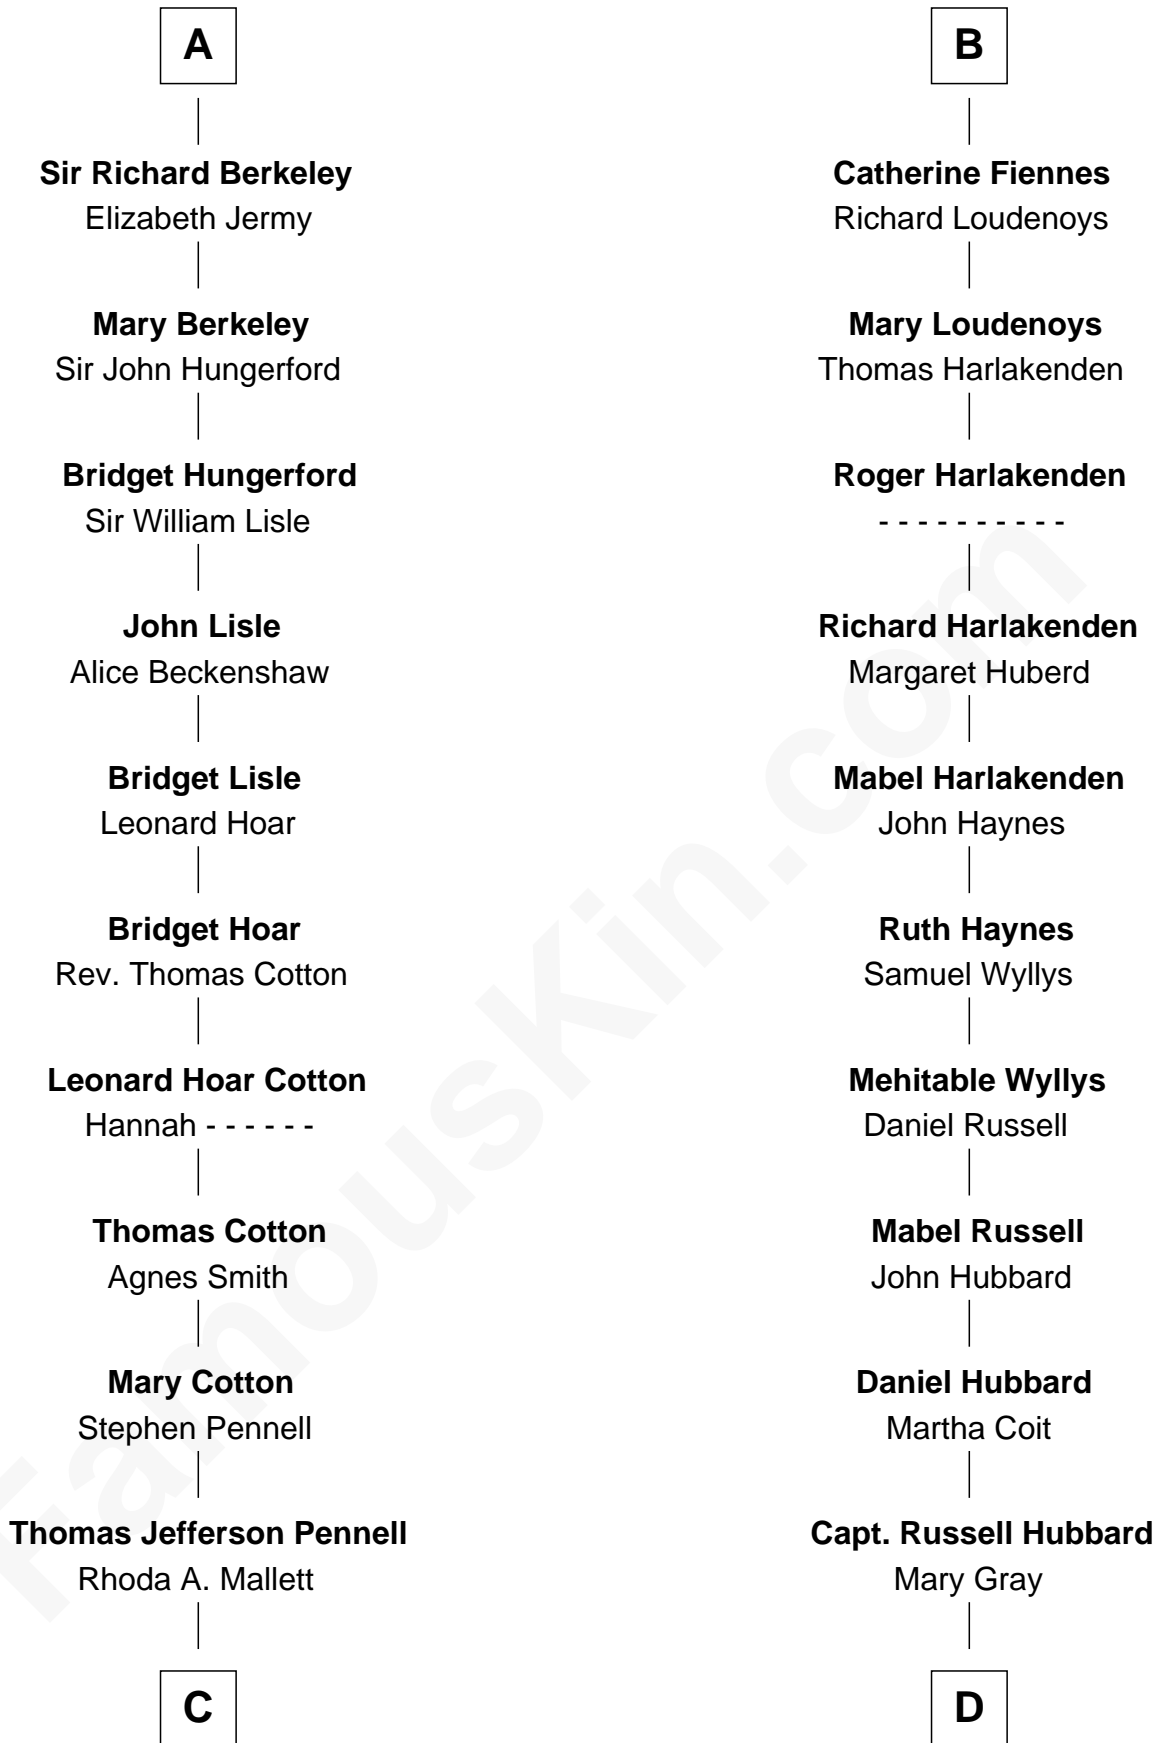 A
Sir Richard Berkeley
Elizabeth Jermy
Mary Berkeley
Sir John Hungerford
Bridget Hungerford
Sir William Lisle
John Lisle
Alice Beckenshaw
Bridget Lisle
Leonard Hoar
Bridget Hoar
Rev. Thomas Cotton
Leonard Hoar Cotton
Hannah - - - - - -
Thomas Cotton
Agnes Smith
Mary Cotton
Stephen Pennell
Thomas Jefferson Pennell
Rhoda A. Mallett
C
B
Catherine Fiennes
Richard Loudenoys
Mary Loudenoys
Thomas Harlakenden
Roger Harlakenden
- - - - - - - - - -
Richard Harlakenden
Margaret Huberd
Mabel Harlakenden
John Haynes
Ruth Haynes
Samuel Wyllys
Mehitable Wyllys
Daniel Russell
Mabel Russell
John Hubbard
Daniel Hubbard
Martha Coit
Capt. Russell Hubbard
Mary Gray
D
FamousKin.com